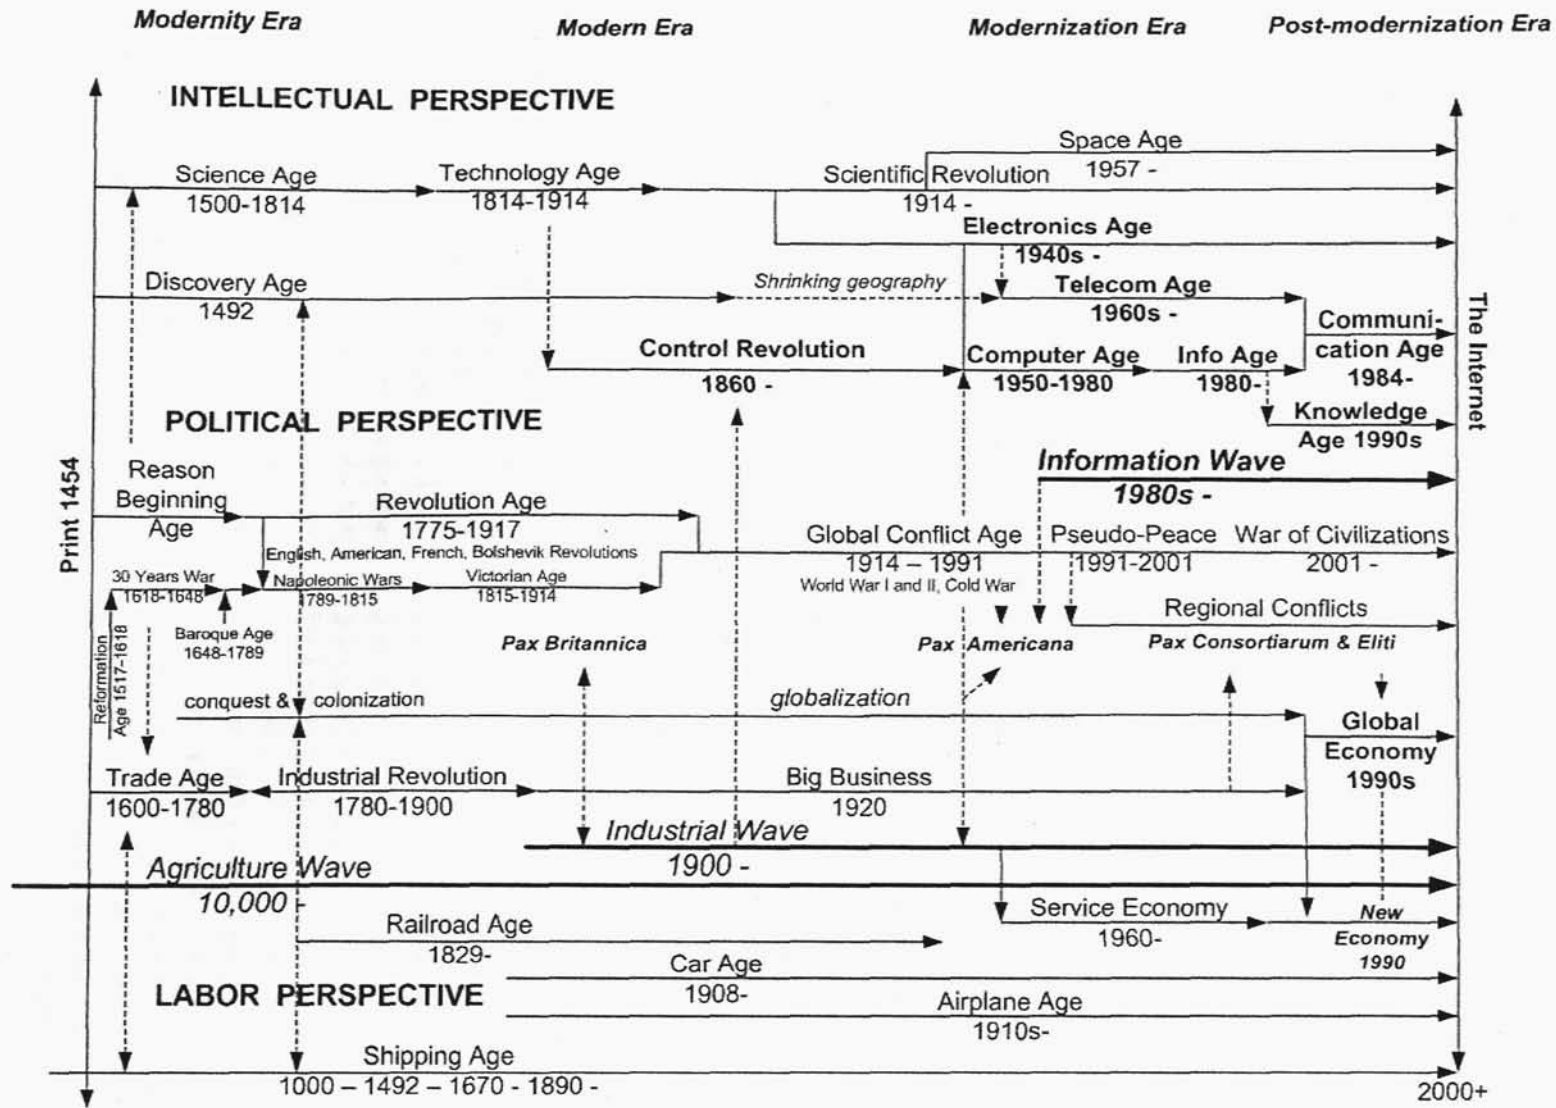 Modernity Era
Modern Era
Modernization Era
Post-modernization Era
INTELLECTUAL PERSPECTIVE
Space Age
1957 -
Science Age
1500-1814
Technology Age
1814-1914
Scientific Revolution
1914 -
Electronics Age
1940s -
Discovery Age
1492
Shrinking geography
Telecom Age
1960s -
Communi-
cation Age
1984-
The Internet
Control Revolution
1860 -
Computer Age
1950-1980
Info Age
1980-
Knowledge
Age 1990s
POLITICAL PERSPECTIVE
Print 1454
Information Wave
1980s -
Reason
Beginning
Age
Revolution Age
1775-1917
English, American, French, Bolshevik Revolutions
Global Conflict Age
1914 – 1991
World War I and II, Cold War
Pseudo-Peace
1991-2001
War of Civilizations
2001 -
30 Years War
1618-1648
Napoleonic Wars
1789-1815
Victorian Age
1815-1914
Regional Conflicts
Reformation
Age 1517-1618
Baroque Age
1648-1789
Pax Britannica
Pax Americana
Pax Consortiarum & Eliti
conquest & colonization
globalization
Global
Economy
1990s
Trade Age
1600-1780
Industrial Revolution
1780-1900
Big Business
1920
Industrial Wave
1900 -
Agriculture Wave
10,000 -
Service Economy
1960-
New
Economy
1990
Railroad Age
1829-
Car Age
1908-
LABOR PERSPECTIVE
Airplane Age
1910s-
Shipping Age
1000 – 1492 – 1670 - 1890 -
2000+